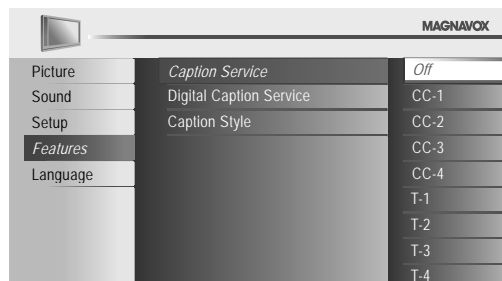 MAGNAVOX
Picture
Sound
Setup
Features
Language
Caption Service
Digital Caption Service
Caption Style
Off
CC-1
CC-2
CC-3
CC-4
T-1
T-2
T-3
T-4